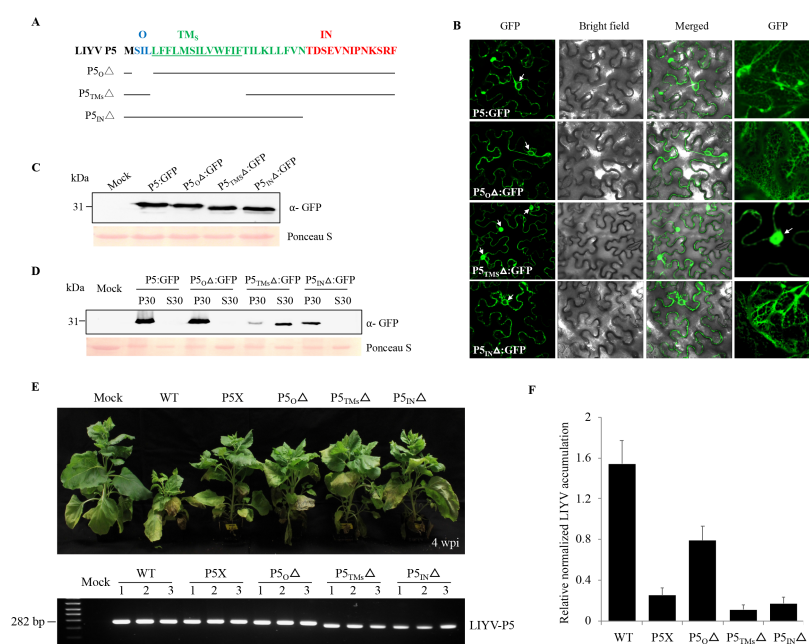 A
O TMs IN
LIYV P5 MSILLFFLMSILVWFIFTILKLLFVNTDSEVNIPNKSRF
P5O△
P5TMs△
P5IN△
B
GFP Bright field Merged GFP
P5:GFP
P5O△:GFP
P5TMS△:GFP
P5IN△:GFP
C
kDa Mock P5:GFP P5O△:GFP P5TMS△:GFP P5IN△:GFP
31 α- GFP
Ponceau S
D
kDa Mock P5:GFP P5O△:GFP P5TMs△:GFP P5IN△:GFP
P30 S30 P30 S30 P30 S30 P30 S30
31 α- GFP
Ponceau S
E
Mock WT P5X P5O△ P5TMs△ P5IN△
4 wpi
Mock WT P5X P5O△ P5TMs△ P5IN△
1 2 3 1 2 3 1 2 3 1 2 3 1 2 3
282 bp LIYV-P5
F
Relative normalized LIYV accumulation
2
1.6
1.2
0.8
0.4
0
WT P5X P5O△ P5TMs△ P5IN△